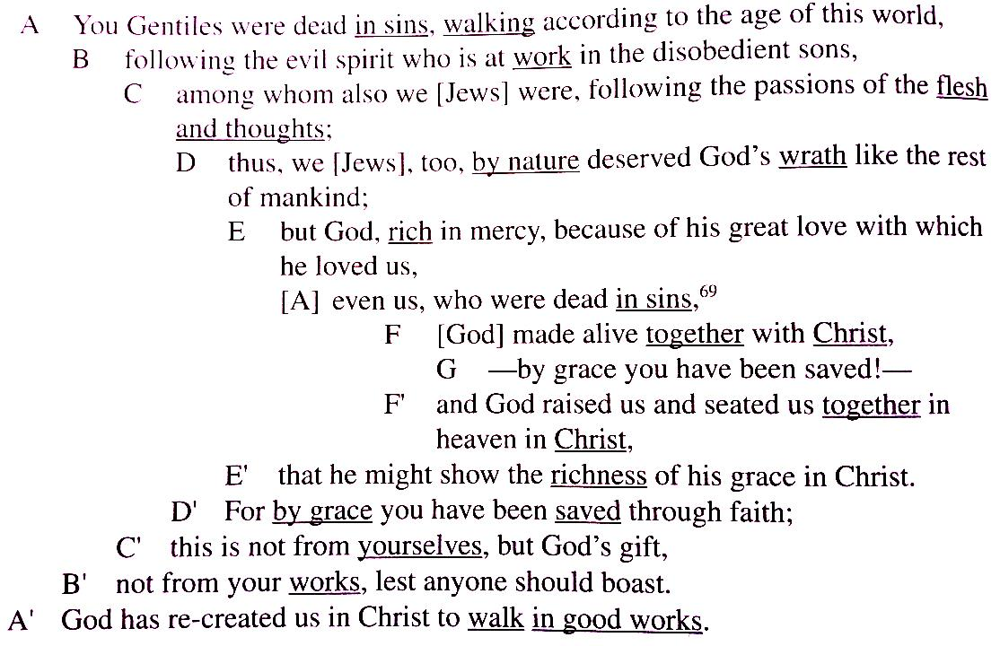 A You Gentiles were dead in sins, walking according to the age of this world,
B following the evil spirit who is at work in the disobedient sons,
C among whom also we [Jews] were, following the passions of the flesh
and thoughts;
D thus, we [Jews], too, by nature deserved God's wrath like the rest
of mankind;
E but God, rich in mercy, because of his great love with which
he loved us,
[A] even us, who were dead in sins,69
F [God] made alive together with Christ,
G —by grace you have been saved!—
F' and God raised us and seated us together in
heaven in Christ,
E' that he might show the richness of his grace in Christ.
D' For by grace you have been saved through faith;
C' this is not from yourselves, but God's gift,
B' not from your works, lest anyone should boast.
A' God has re-created us in Christ to walk in good works.